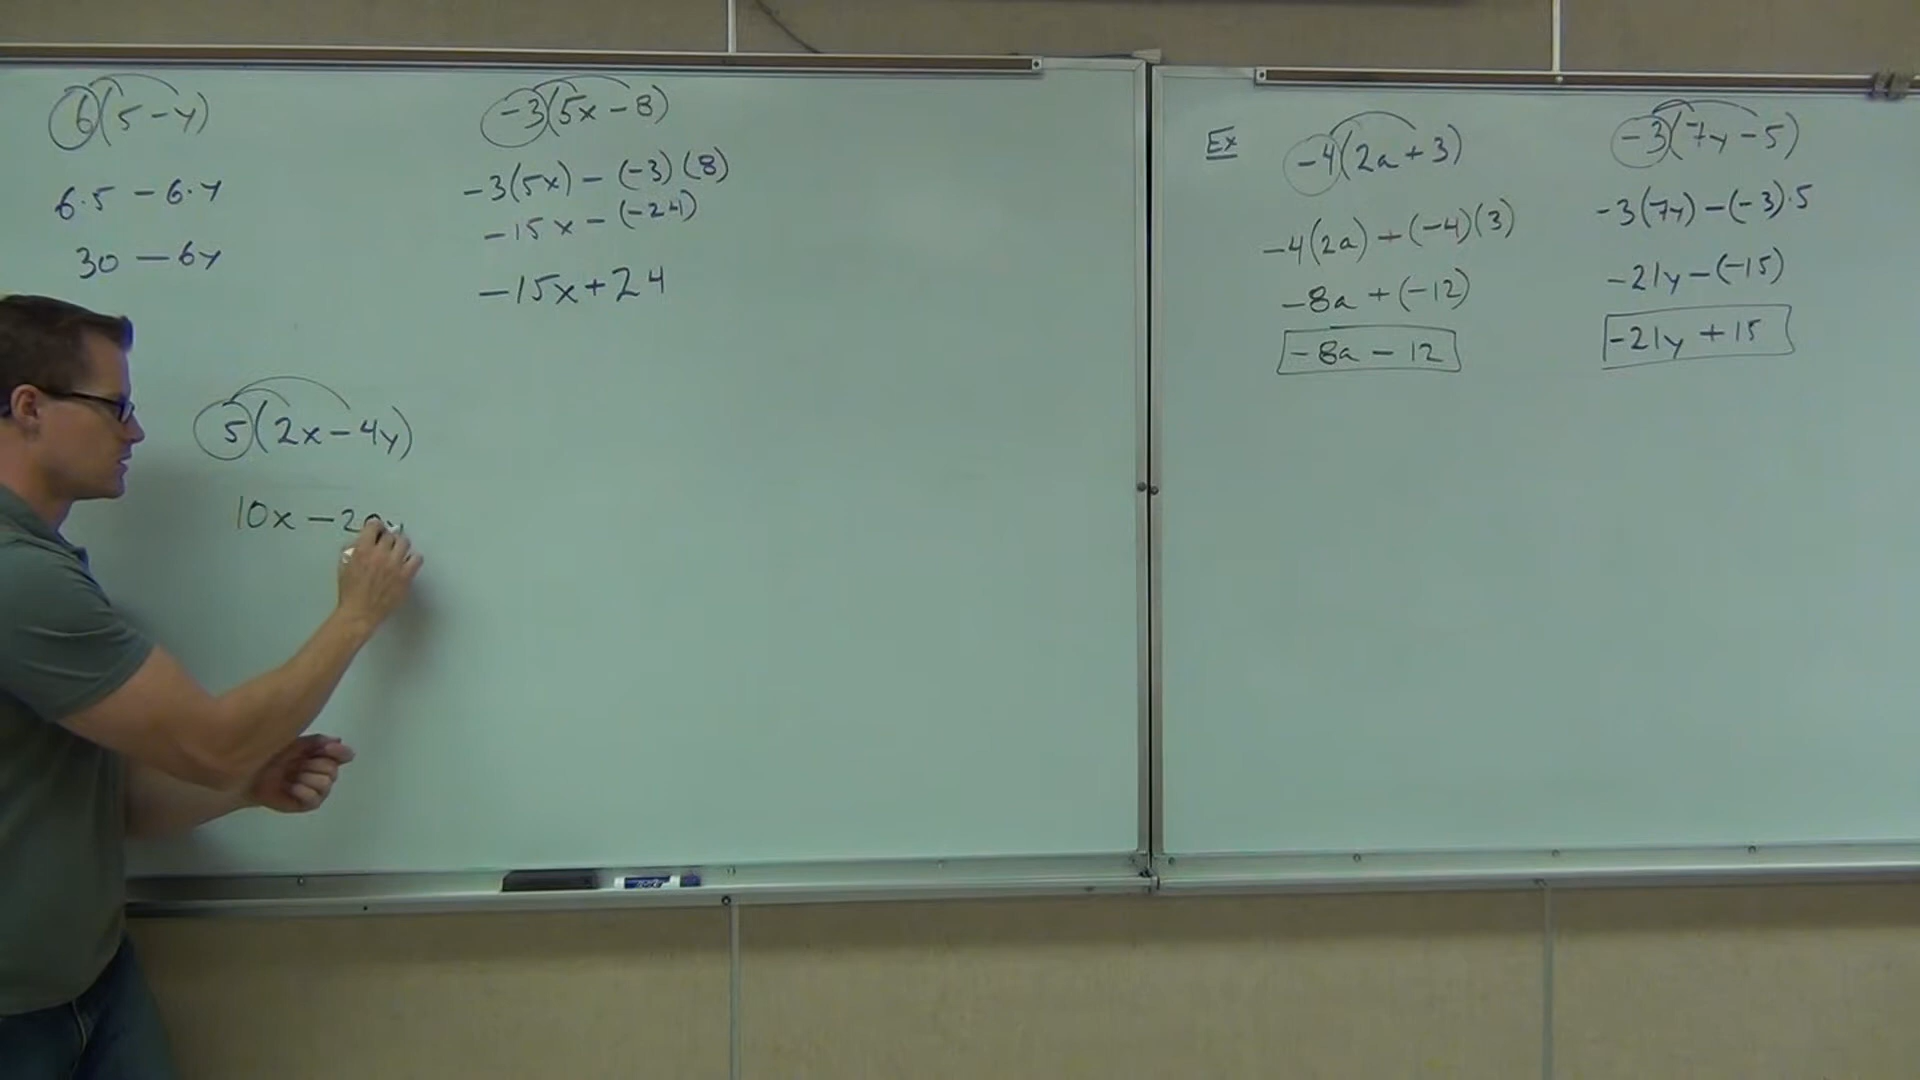 6(5-y)
6·5 - 6·y
30 - 6y
-3(5x-8)
-3(5x) - (-3)(8)
-15x - (-24)
-15x+24
5(2x-4y)
10x - 20y
Ex
-4(2a+3)
-4(2a)+(-4)(3)
-8a + (-12)
-8a - 12
-3(7y-5)
-3(7y)-(-3)·5
-21y-(-15)
-21y +15